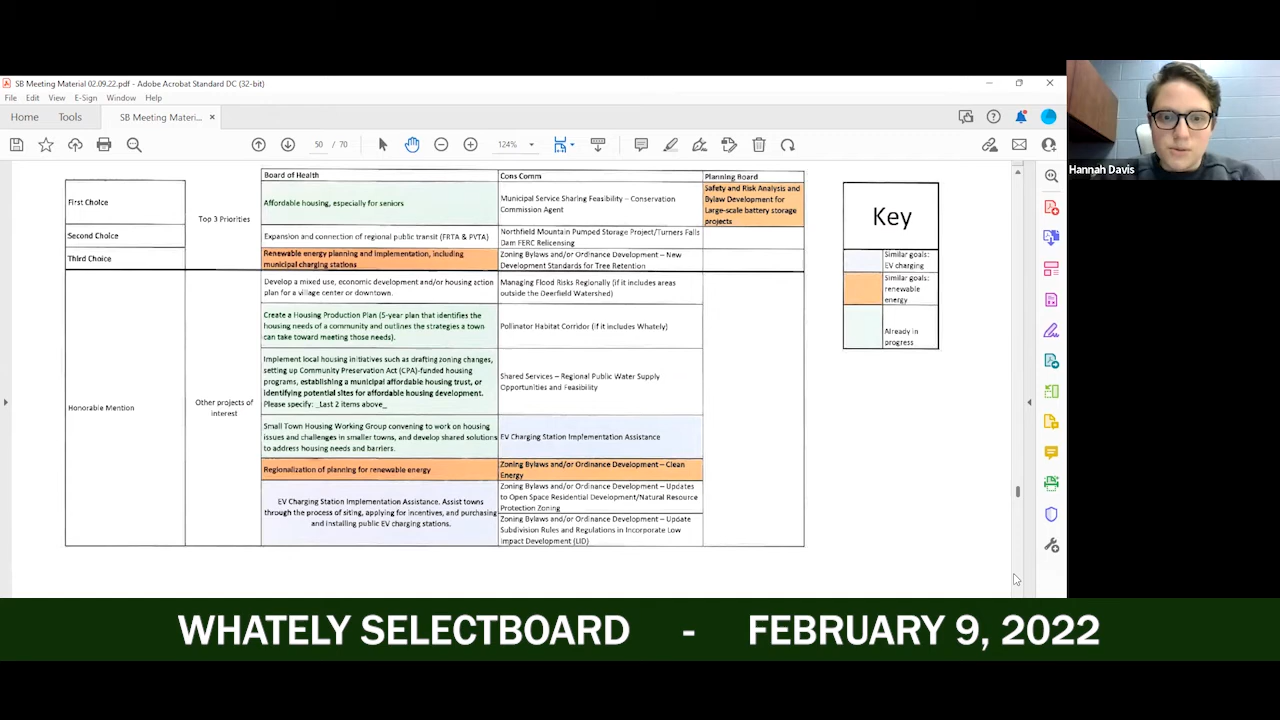 SB Meeting Material 02.09.22.pdf - Adobe Acrobat Standard DC (32-bit)
File Edit View E-Sign Window Help
Home Tools SB Meeting Materi... ×
50 / 70 124%
Hannah Davis
Board of Health Cons Comm Planning Board
First Choice
Second Choice
Third Choice
Top 3 Priorities
Affordable housing, especially for seniors
Expansion and connection of regional public transit (FRTA & PVTA)
Renewable energy planning and implementation, including
municipal charging stations
Municipal Service Sharing Feasibility – Conservation
Commission Agent
Northfield Mountain Pumped Storage Project/Turners Falls
Dam FERC Relicensing
Zoning Bylaws and/or Ordinance Development – New
Development Standards for Tree Retention
Safety and Risk Analysis and
Bylaw Development for
Large-scale battery storage
projects
Honorable Mention
Other projects of
interest
Develop a mixed use, economic development and/or housing action
plan for a village center or downtown.
Create a Housing Production Plan (5-year plan that identifies the
housing needs of a community and outlines the strategies a town
can take toward meeting those needs).
Implement local housing initiatives such as drafting zoning changes,
setting up Community Preservation Act (CPA)-funded housing
programs, establishing a municipal affordable housing trust, or
identifying potential sites for affordable housing development.
Please specify: _Last 2 items above_
Small Town Housing Working Group convening to work on housing
issues and challenges in smaller towns, and develop shared solutions
to address housing needs and barriers.
Regionalization of planning for renewable energy
EV Charging Station Implementation Assistance. Assist towns
through the process of siting, applying for incentives, and purchasing
and installing public EV charging stations.
Managing Flood Risks Regionally (if it includes areas
outside the Deerfield Watershed)
Pollinator Habitat Corridor (if it includes Whately)
Shared Services – Regional Public Water Supply
Opportunities and Feasibility
EV Charging Station Implementation Assistance
Zoning Bylaws and/or Ordinance Development – Clean
Energy
Zoning Bylaws and/or Ordinance Development – Updates
to Open Space Residential Development/Natural Resource
Protection Zoning
Zoning Bylaws and/or Ordinance Development – Update
Subdivision Rules and Regulations in Incorporate Low
Impact Development (LID)
Key
Similar goals:
EV charging
Similar goals:
renewable
energy
Already in
progress
WHATELY SELECTBOARD - FEBRUARY 9, 2022